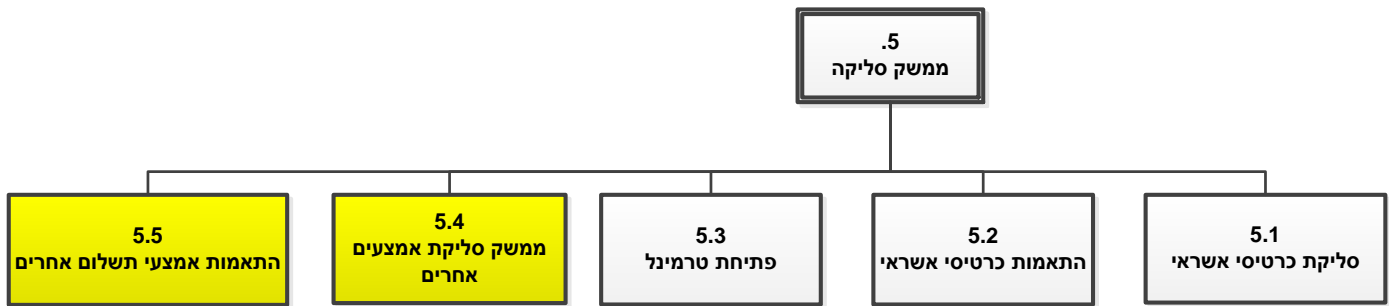 5.
ממשק סליקה
5.1
סליקת כרטיסי אשראי
5.2
התאמות כרטיסי אשראי
5.3
פתיחת טרמינל
5.4
ממשק סליקת אמצעים
אחרים
5.5
התאמות אמצעי תשלום אחרים